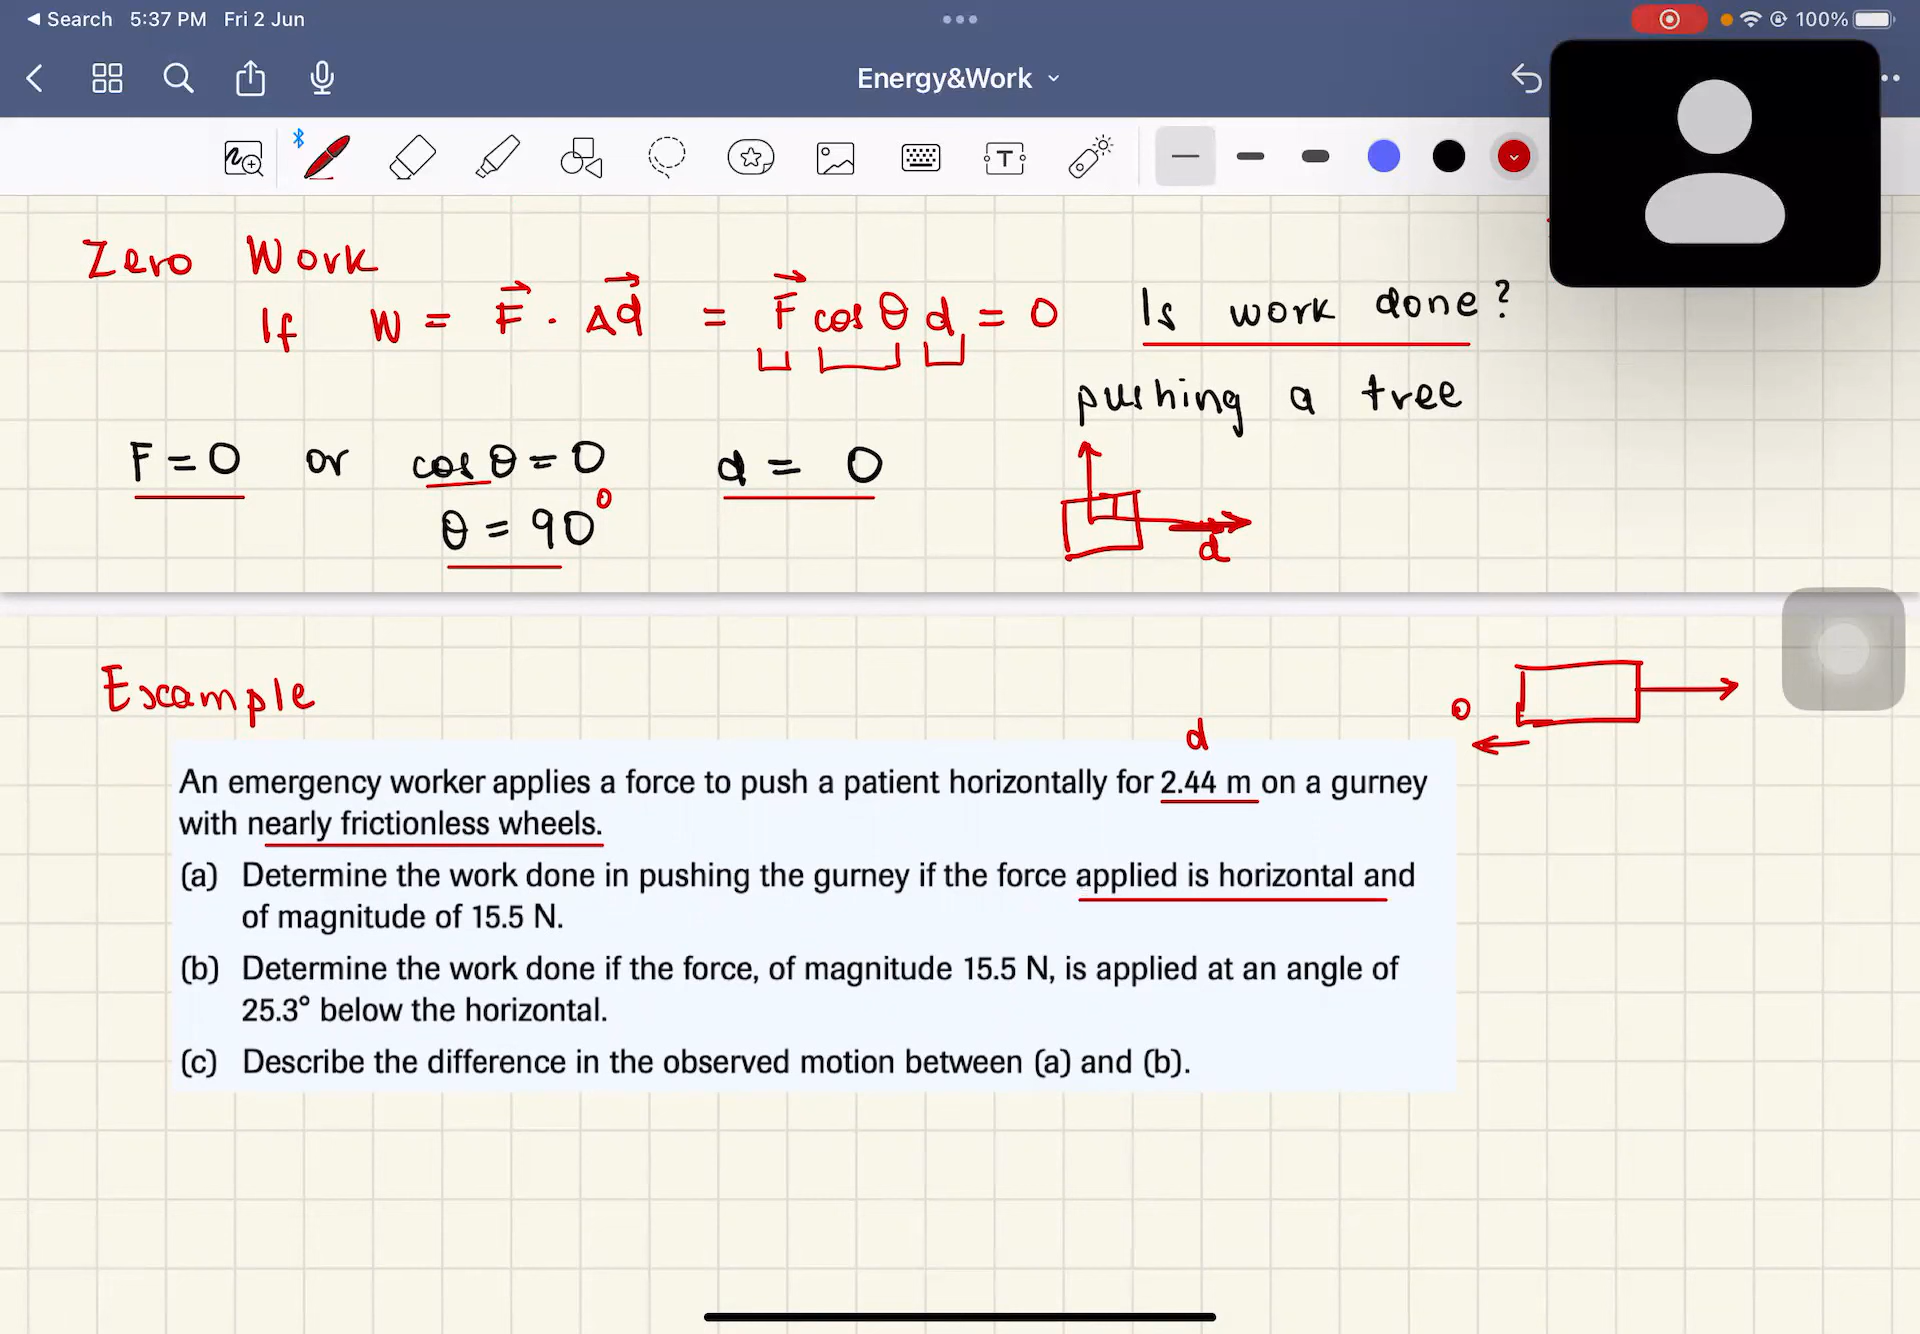 Search 5:37 PM Fri 2 Jun
100%
Energy&Work
T
Zero Work
If W = F · Δd = F cos θ d = 0
Is work done?
pushing a tree
F = 0 or cos θ = 0 d = 0
θ = 90°
d
Example
0
d
An emergency worker applies a force to push a patient horizontally for 2.44 m on a gurney
with nearly frictionless wheels.
(a) Determine the work done in pushing the gurney if the force applied is horizontal and
of magnitude of 15.5 N.
(b) Determine the work done if the force, of magnitude 15.5 N, is applied at an angle of
25.3° below the horizontal.
(c) Describe the difference in the observed motion between (a) and (b).